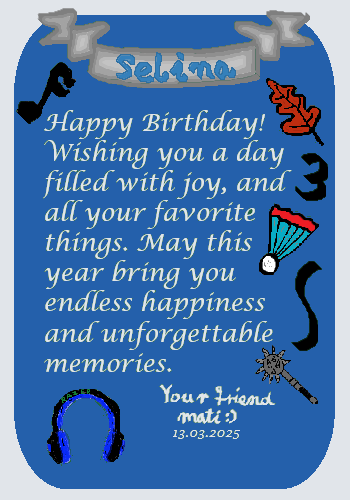 Selina
Happy Birthday!
Wishing you a day
filled with joy, and
all your favorite
things. May this
year bring you
endless happiness
and unforgettable
memories.
Your friend
mati :)
13.03.2025